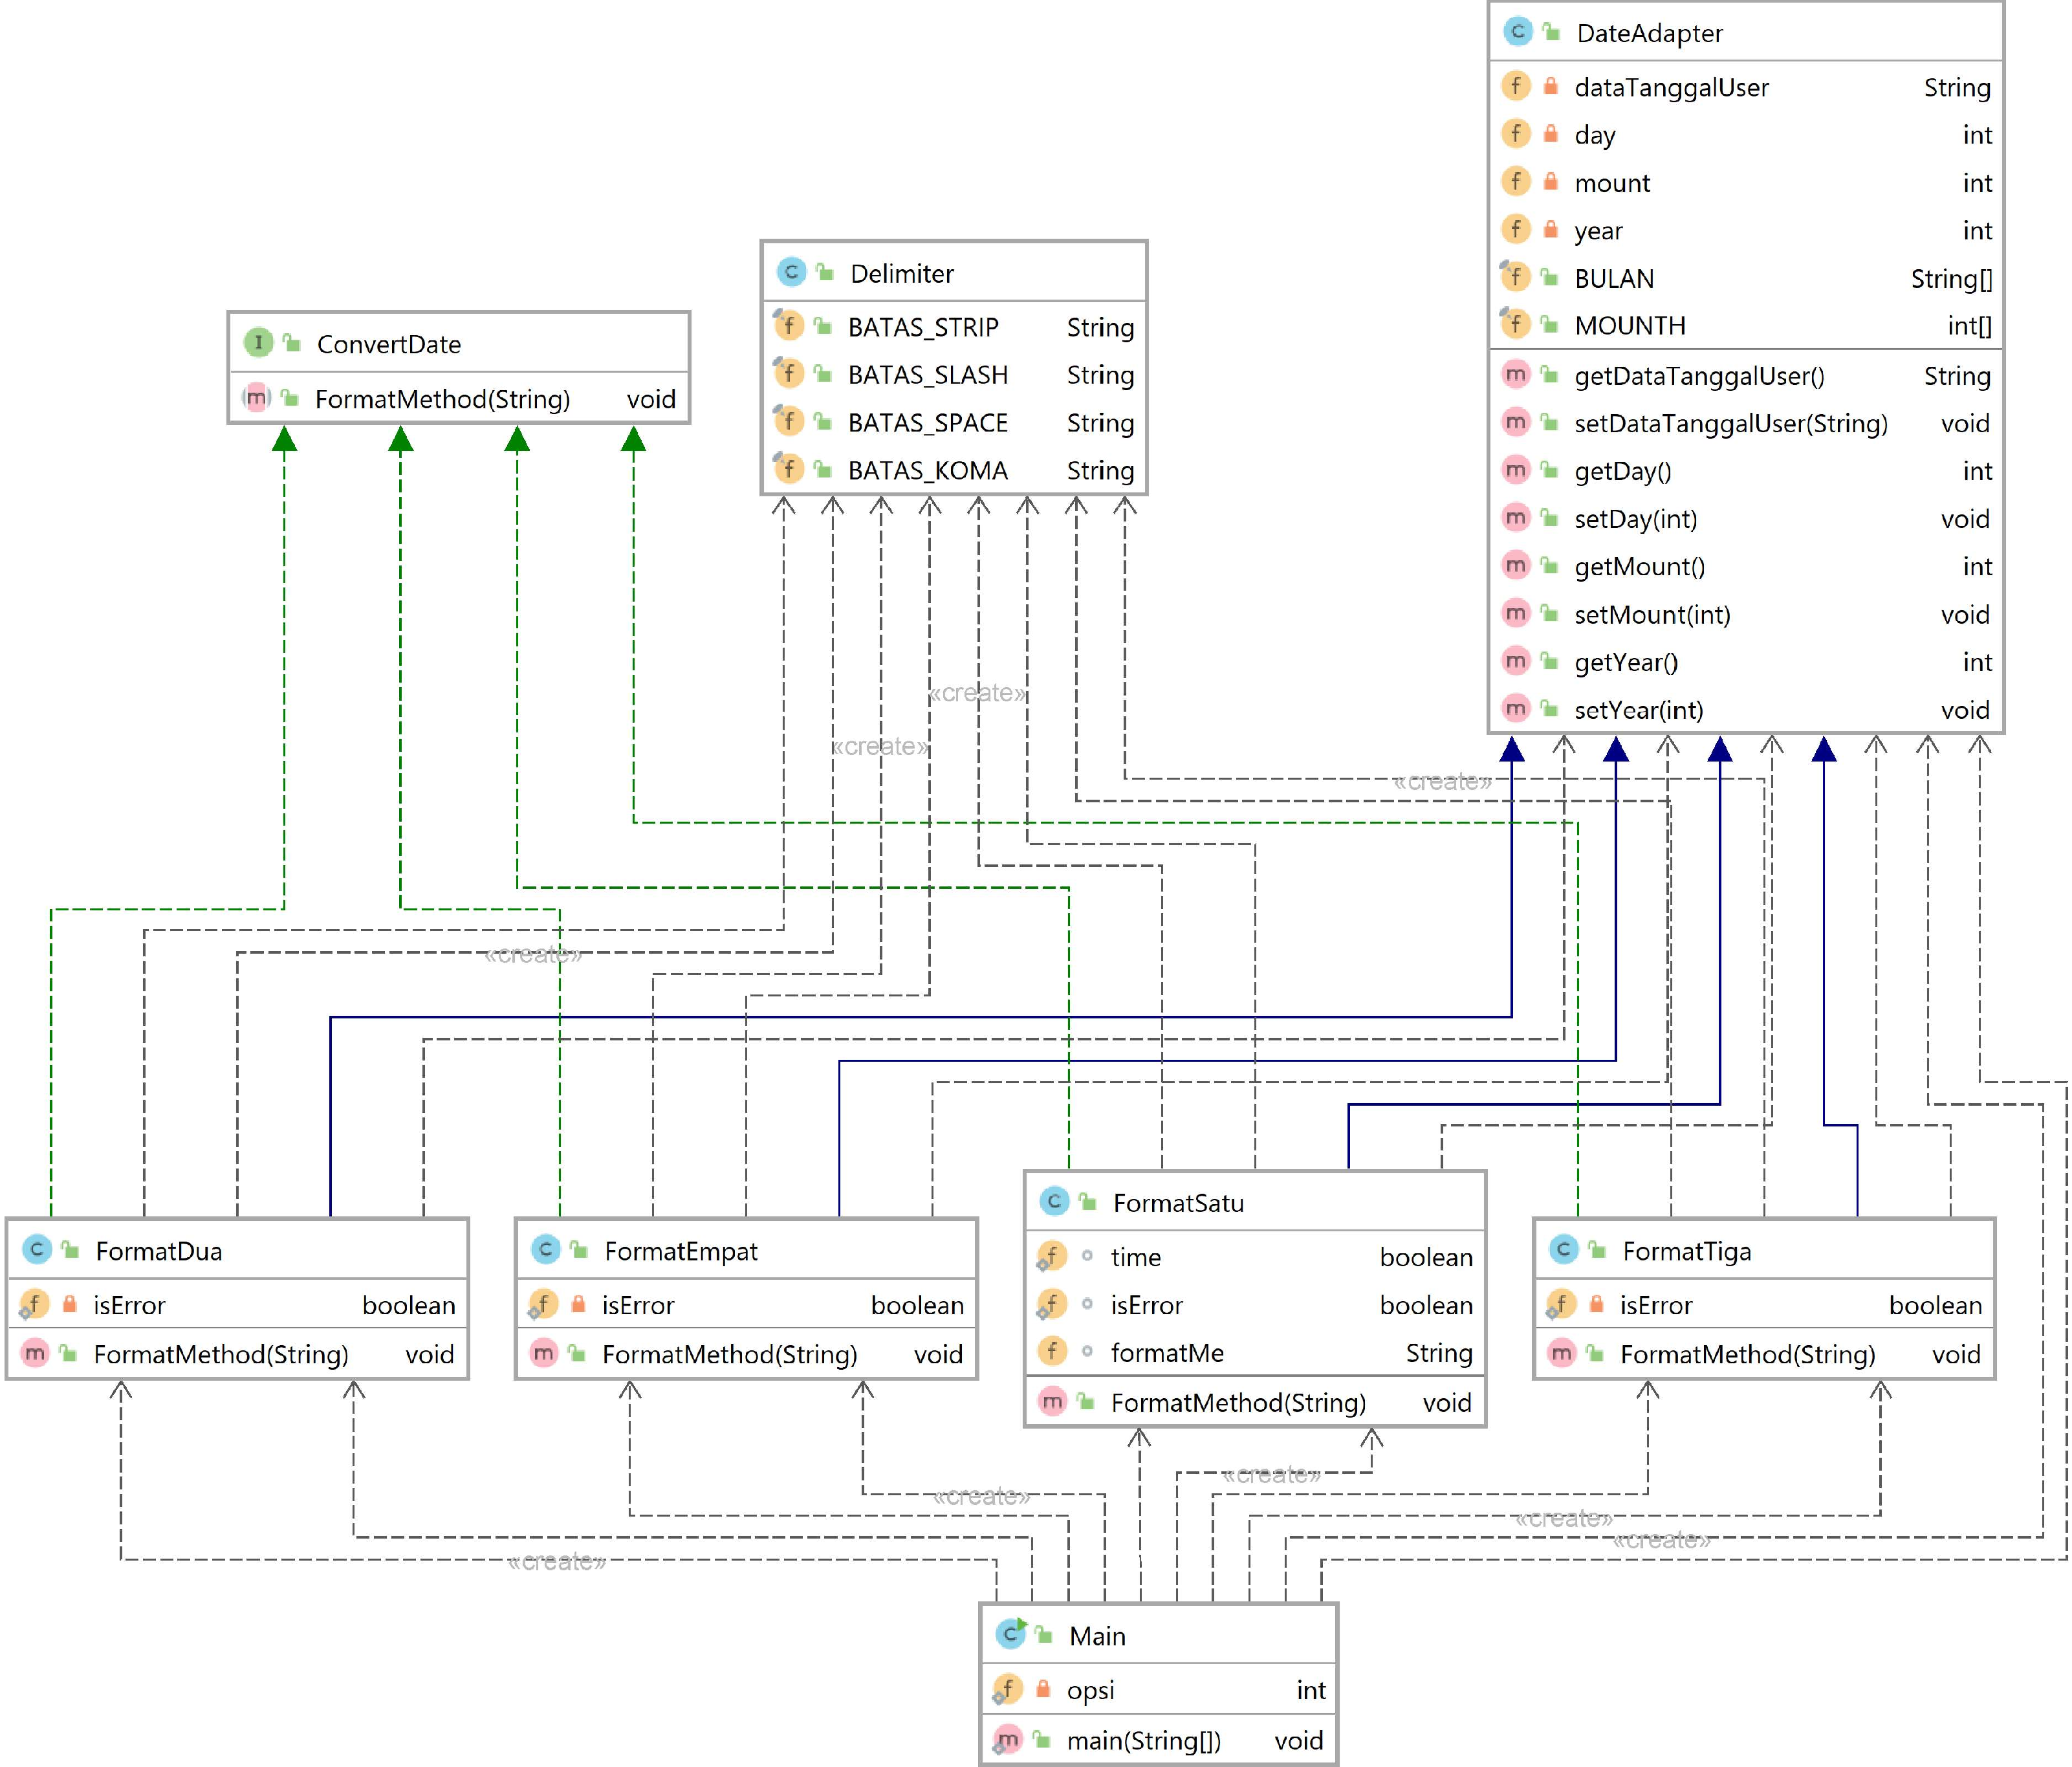 DateAdapter
dataTanggalUser String
day int
mount int
year int
BULAN String[]
MOUNTH int[]
getDataTanggalUser() String
setDataTanggalUser(String) void
getDay() int
setDay(int) void
getMount() int
setMount(int) void
getYear() int
setYear(int) void
Delimiter
BATAS_STRIP String
BATAS_SLASH String
BATAS_SPACE String
BATAS_KOMA String
ConvertDate
FormatMethod(String) void
«create»
«create»
«create»
«create»
FormatDua
isError boolean
FormatMethod(String) void
FormatEmpat
isError boolean
FormatMethod(String) void
FormatSatu
time boolean
isError boolean
formatMe String
FormatMethod(String) void
FormatTiga
isError boolean
FormatMethod(String) void
«create»
«create»
«create»
«create»
«create»
Main
opsi int
main(String[]) void